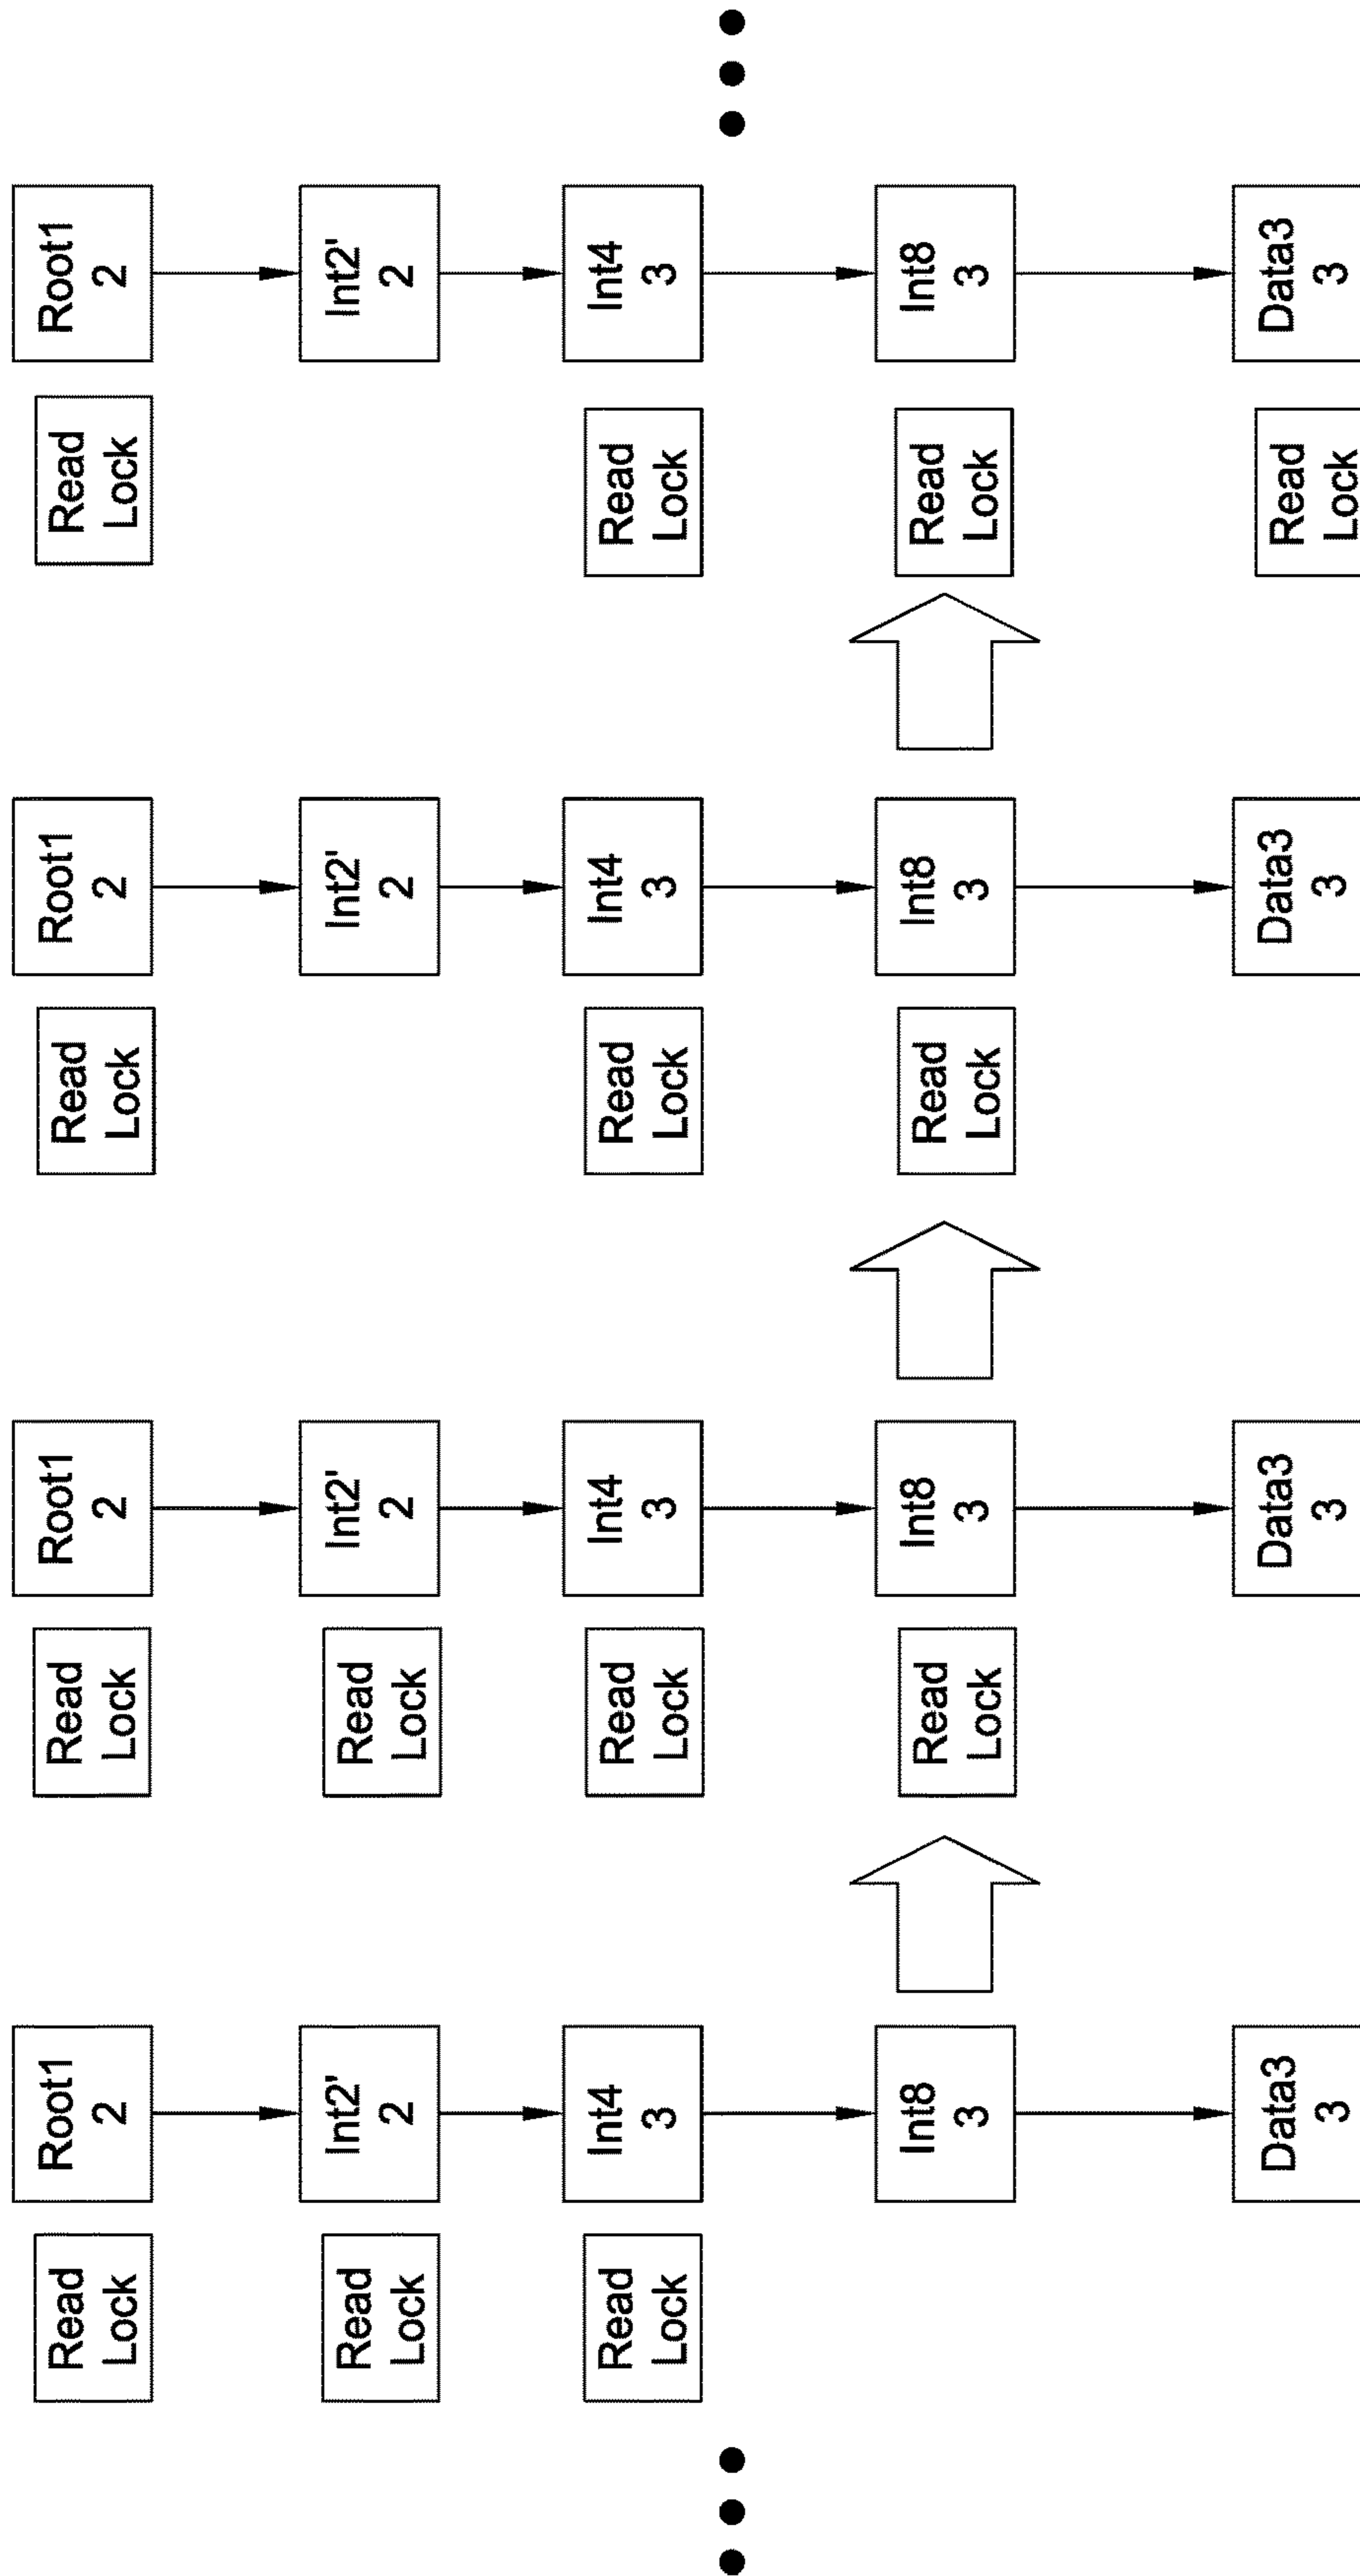 Read
Lock
Root1
2
Read
Lock
Root1
2
Read
Lock
Root1
2
Read
Lock
Root1
2
Read
Lock
Int2'
2
Read
Lock
Int2'
2
Int2'
2
Int2'
2
Read
Lock
Int4
3
Read
Lock
Int4
3
Read
Lock
Int4
3
Read
Lock
Int4
3
Int8
3
Read
Lock
Int8
3
Read
Lock
Int8
3
Read
Lock
Int8
3
Data3
3
Data3
3
Data3
3
Read
Lock
Data3
3